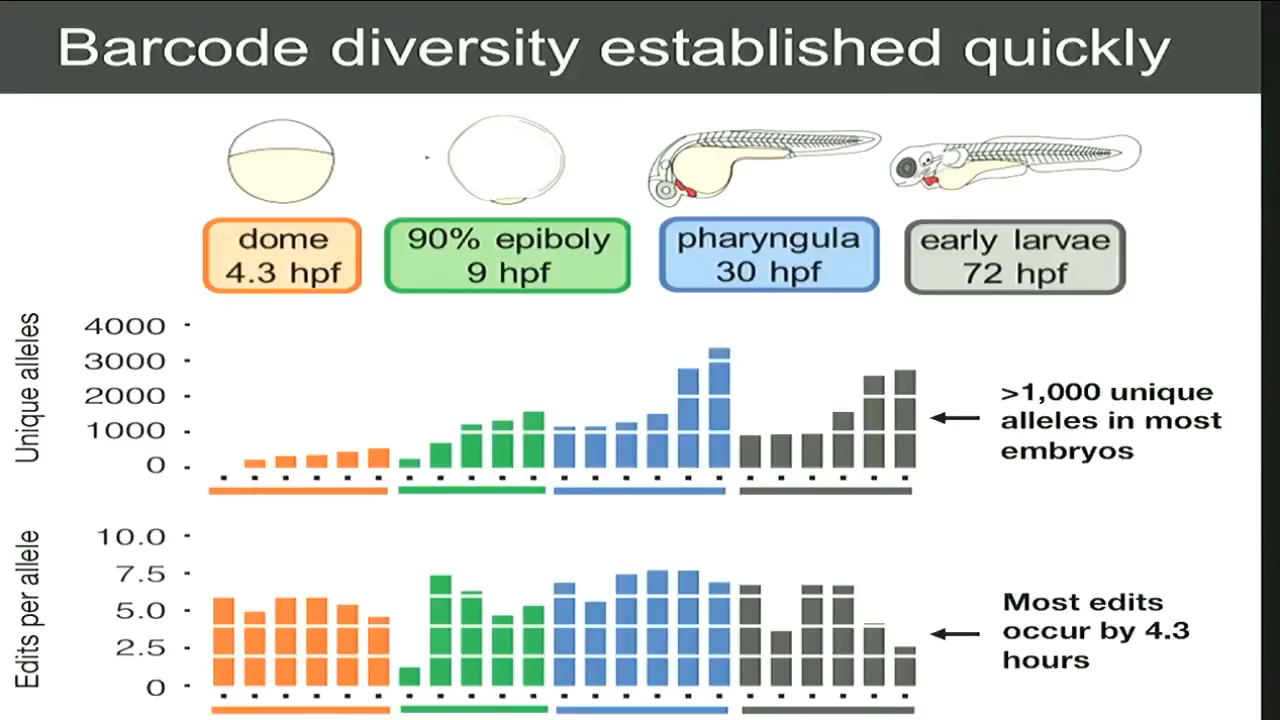 Barcode diversity established quickly
dome
4.3 hpf
90% epiboly
9 hpf
pharyngula
30 hpf
early larvae
72 hpf
Unique alleles
4000
3000
2000
1000
0
>1,000 unique
alleles in most
embryos
Edits per allele
10.0
7.5
5.0
2.5
0
Most edits
occur by 4.3
hours